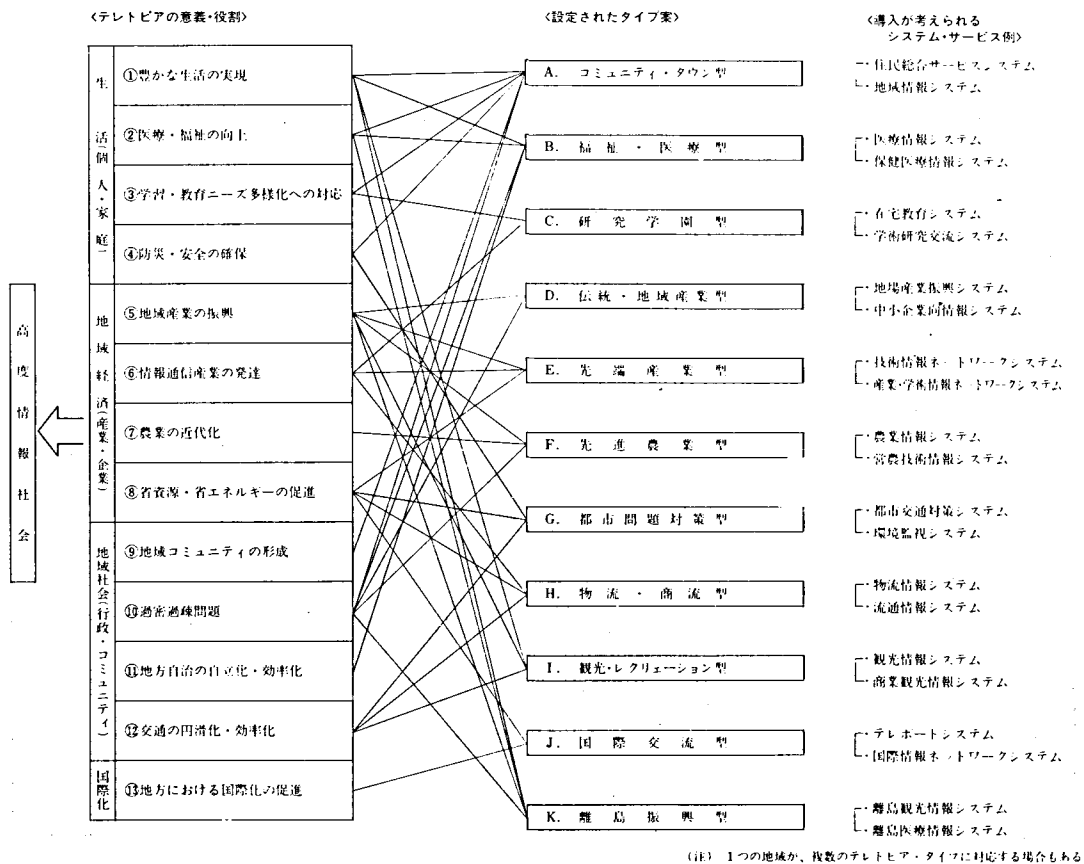 〈テレトピアの意義・役割〉
〈設定されたタイプ案〉
〈導入が考えられる
システム・サービス例〉
高度情報社会
生活(個人・家庭)
①豊かな生活の実現
②医療・福祉の向上
③学習・教育ニーズ多様化への対応
④防災・安全の確保
地域経済(産業・企業)
⑤地域産業の振興
⑥情報通信産業の発達
⑦農業の近代化
⑧省資源・省エネルギーの促進
地域社会(行政・コミュニティ)
⑨地域コミュニティの形成
⑩過密過疎問題
⑪地方自治の自立化・効率化
⑫交通の円滑化・効率化
国際化
⑬地方における国際化の促進
A. コミュニティ・タウン型
B. 福祉・医療型
C. 研究学園型
D. 伝統・地域産業型
E. 先端産業型
F. 先進農業型
G. 都市問題対策型
H. 物流・商流型
I. 観光・レクリェーション型
J. 国際交流型
K. 離島振興型
・住民総合サービスシステム
・地域情報システム
・医療情報システム
・保健医療情報システム
・在宅教育システム
・学術研究交流システム
・地場産業振興システム
・中小企業向情報システム
・技術情報ネットワークシステム
・産業・学術情報ネットワークシステム
・農業情報システム
・営農技術情報システム
・都市交通対策システム
・環境監視システム
・物流情報システム
・流通情報システム
・観光情報システム
・商業観光情報システム
・テレポートシステム
・国際情報ネットワークシステム
・離島観光情報システム
・離島医療情報システム
(注) 1つの地域が、複数のテレトピア・タイプに対応する場合もある